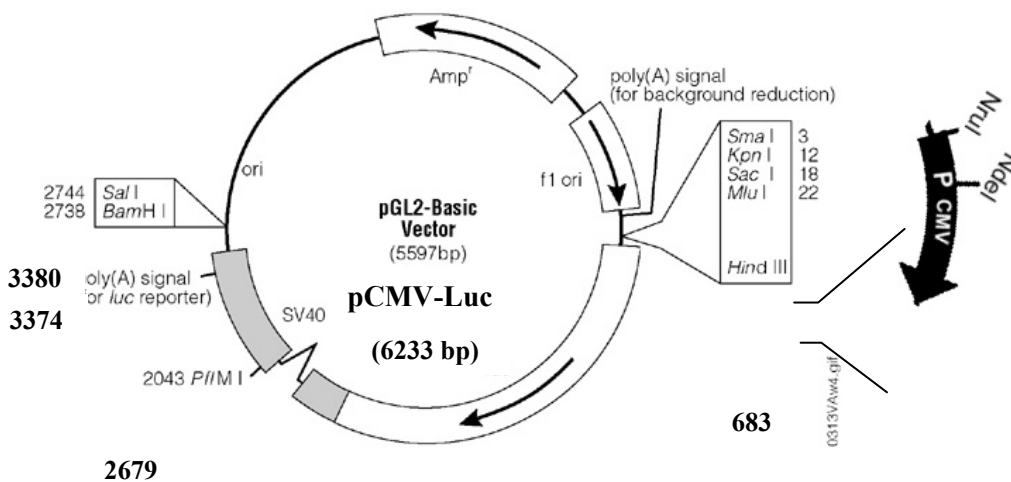 Ampʳ
poly(A) signal
(for background reduction)
Sma I 3
Kpn I 12
Sac I 18
Mlu I 22
Hind III
NruI
NdeI
P CMV
ori
f1 ori
2744 Sal I
2738 BamH I
pGL2-Basic
Vector
(5597bp)
pCMV-Luc
(6233 bp)
3380
3374
oly(A) signal
or luc reporter)
SV40
2043 PflM I
683
0313VAw4.gif
2679